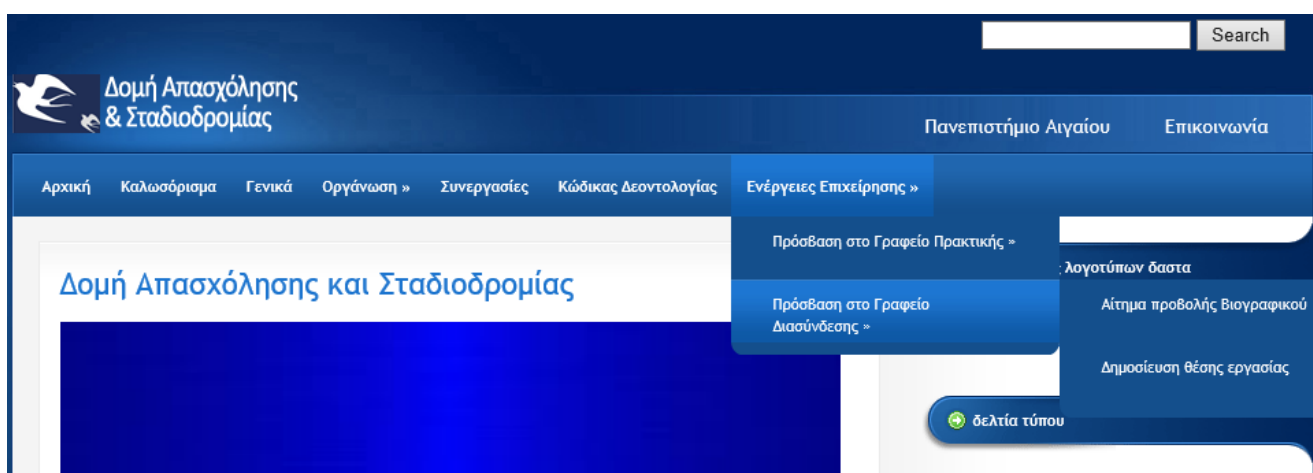 Search
Δομή Απασχόλησης
& Σταδιοδρομίας
Πανεπιστήμιο Αιγαίου Επικοινωνία
Αρχική Καλωσόρισμα Γενικά Οργάνωση » Συνεργασίες Κώδικας Δεοντολογίας Ενέργειες Επιχείρησης »
Πρόσβαση στο Γραφείο Πρακτικής »
λογοτύπων δαστα
Δομή Απασχόλησης και Σταδιοδρομίας
Πρόσβαση στο Γραφείο
Διασύνδεσης »
Αίτημα προβολής Βιογραφικού
Δημοσίευση θέσης εργασίας
δελτία τύπου